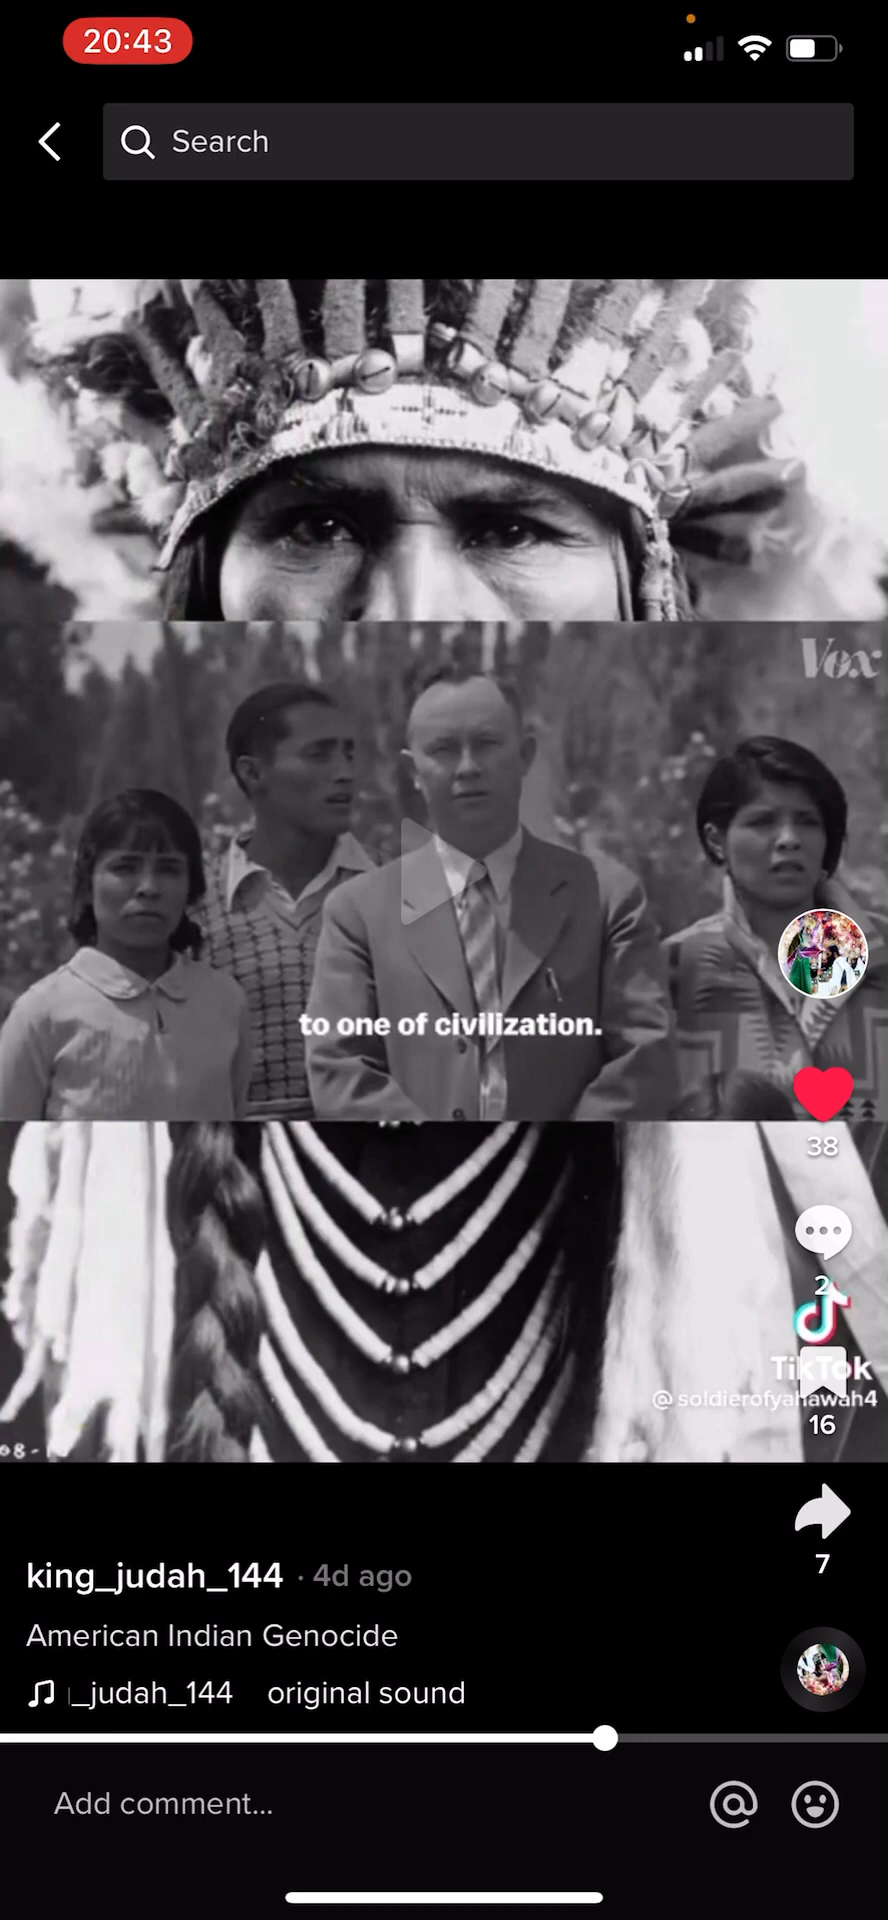 20:43
Search
Vox
to one of civilization.
38
2
TikTok
@soldierofyahawah4
16
7
king_judah_144 · 4d ago
American Indian Genocide
_judah_144 original sound
Add comment...